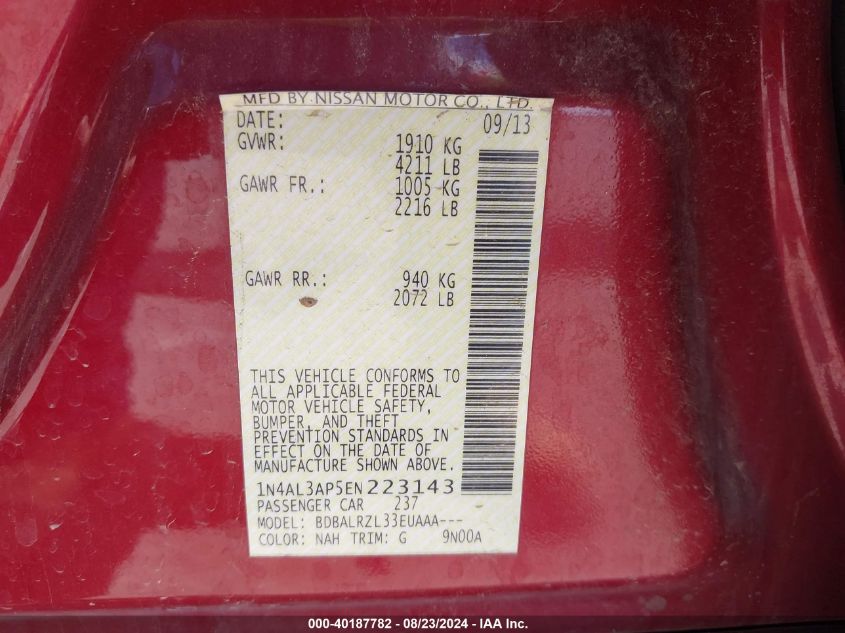 MFD BY NISSAN MOTOR CO., LTD.
DATE: 09/13
GVWR: 1910 KG
4211 LB
GAWR FR.: 1005 KG
2216 LB
GAWR RR.: 940 KG
2072 LB
THIS VEHICLE CONFORMS TO
ALL APPLICABLE FEDERAL
MOTOR VEHICLE SAFETY,
BUMPER, AND THEFT
PREVENTION STANDARDS IN
EFFECT ON THE DATE OF
MANUFACTURE SHOWN ABOVE.
1N4AL3AP5EN223143
PASSENGER CAR 237
MODEL: BDBALRZL33EUAAA---
COLOR: NAH TRIM: G 9N00A
000-40187782 - 08/23/2024 - IAAI Inc.